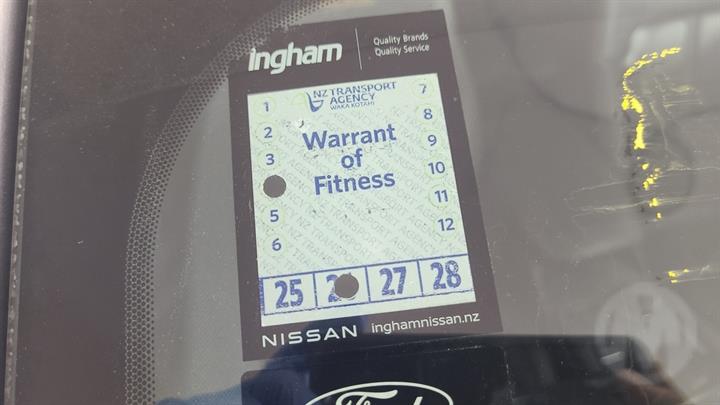 ingham
Quality Brands
Quality Service
NZ TRANSPORT
AGENCY
WAKA KOTAHI
1
7
2
8
3
9
10
5
11
6
12
Warrant
of
Fitness
25 2 27 28
NISSAN inghamnissan.nz